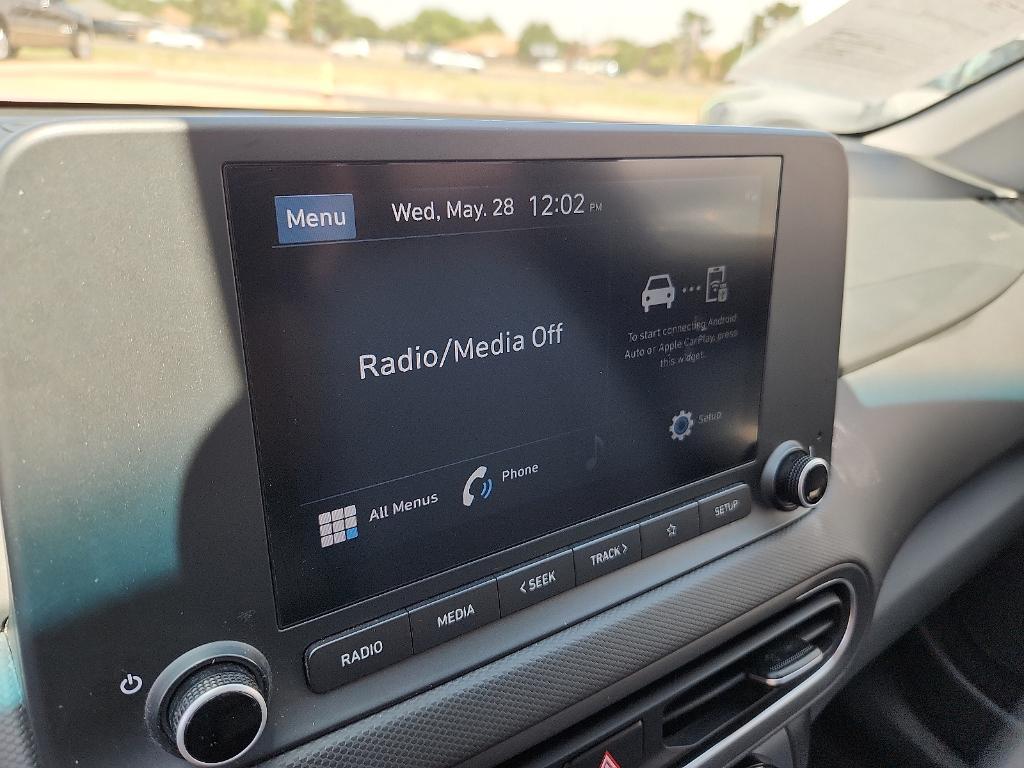 Menu
Wed, May. 28 12:02 PM
Radio/Media Off
To start connecting Android
Auto or Apple CarPlay, press
this widget.
Setup
All Menus
Phone
RADIO
MEDIA
< SEEK
TRACK >
SETUP